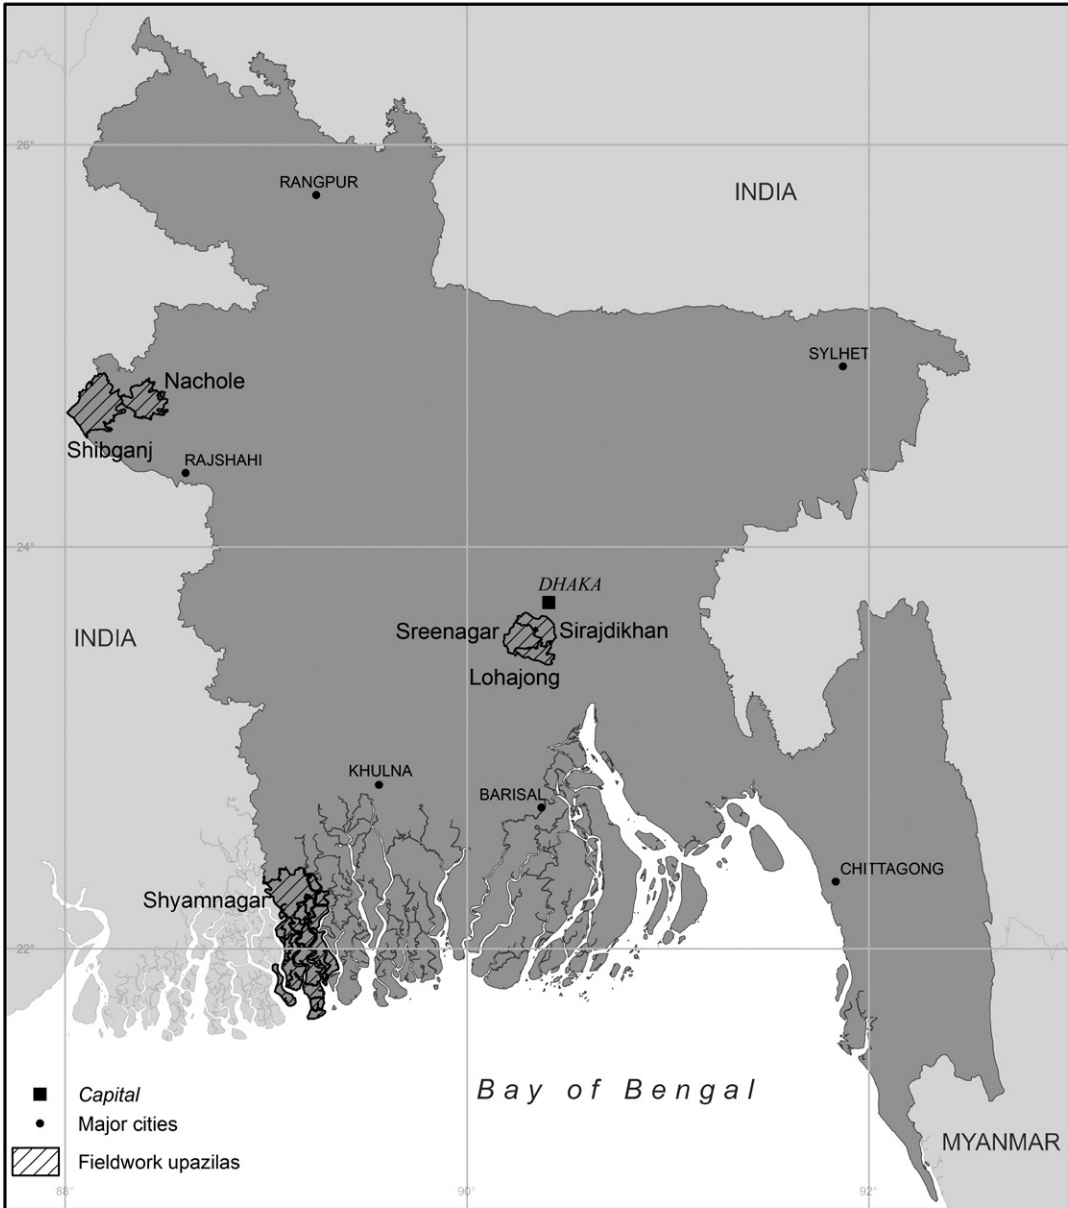 26°
RANGPUR
INDIA
SYLHET
Nachole
Shibganj
RAJSHAHI
24°
DHAKA
INDIA
Sreenagar
Sirajdikhan
Lohajong
KHULNA
BARISAL
CHITTAGONG
Shyamnagar
22°
Bay of Bengal
Capital
Major cities
MYANMAR
Fieldwork upazilas
88°
90°
92°